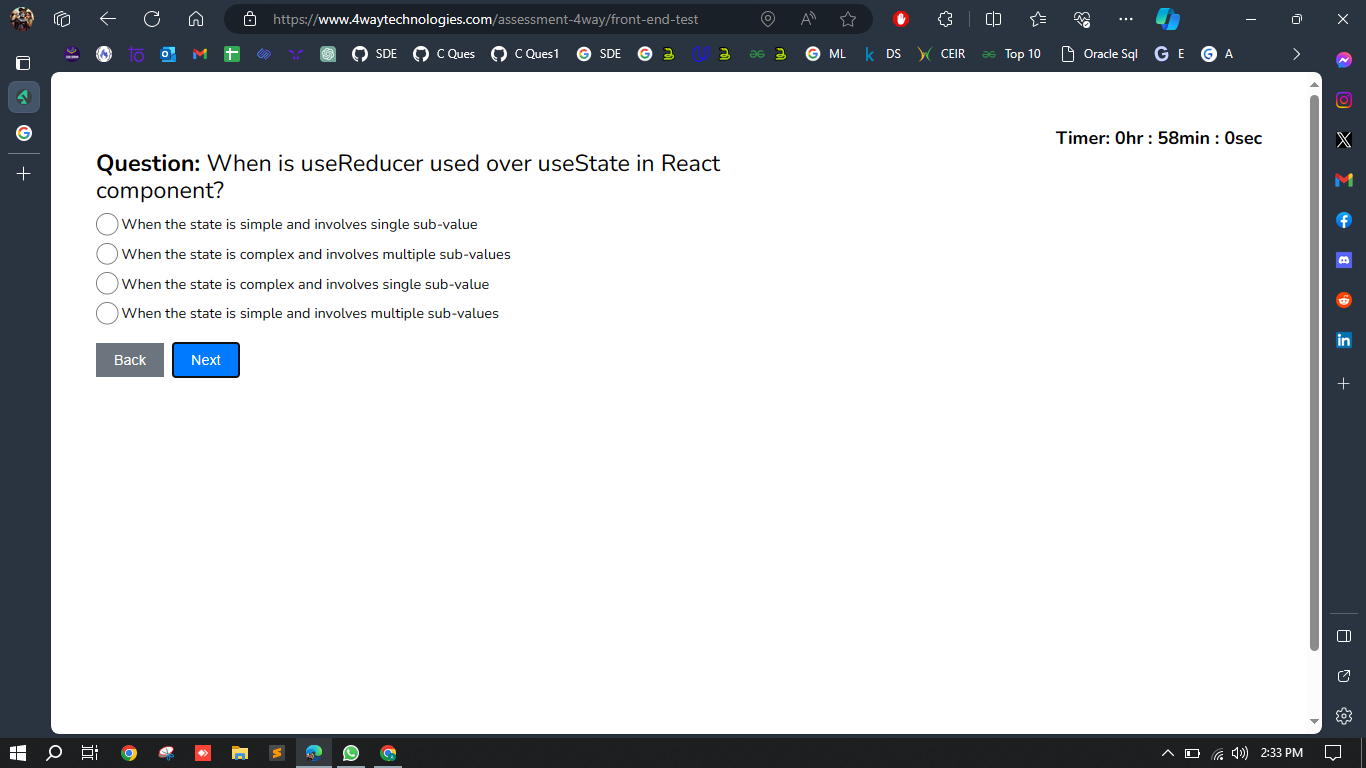 https://www.4waytechnologies.com/assessment-4way/front-end-test
SDE
C Ques
C Ques1
SDE
ML
DS
CEIR
Top 10
Oracle Sql
E
A
Timer: 0hr : 58min : 0sec
Question: When is useReducer used over useState in React
component?
When the state is simple and involves single sub-value
When the state is complex and involves multiple sub-values
When the state is complex and involves single sub-value
When the state is simple and involves multiple sub-values
Back
Next
2:33 PM